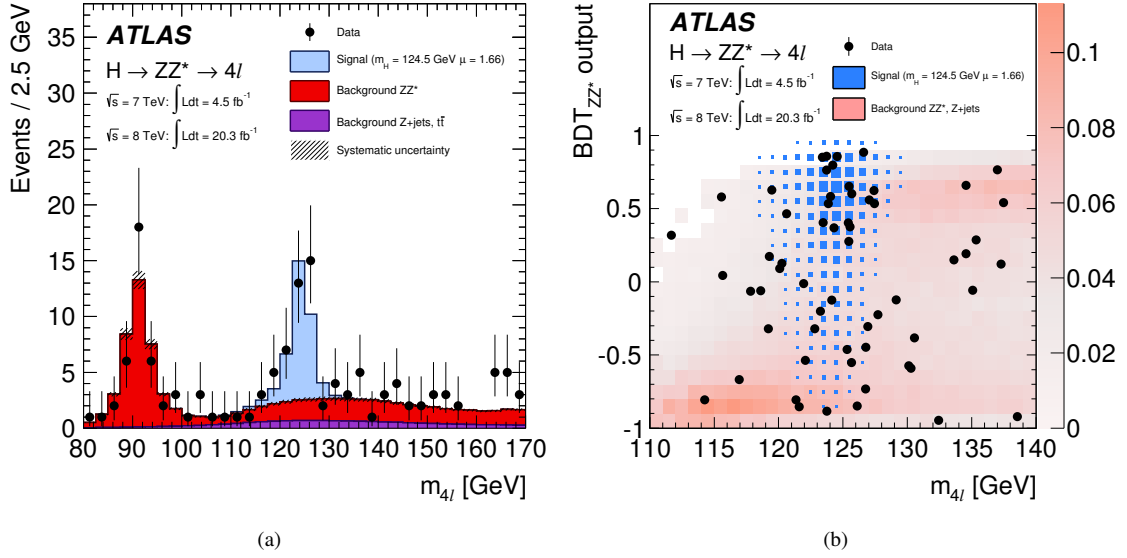 Events / 2.5 GeV
35
30
25
20
15
10
5
0
80 90 100 110 120 130 140 150 160 170
m4l [GeV]
ATLAS
H → ZZ* → 4l
√s = 7 TeV: ∫ Ldt = 4.5 fb-1
√s = 8 TeV: ∫ Ldt = 20.3 fb-1
Data
Signal (mH = 124.5 GeV μ = 1.66)
Background ZZ*
Background Z+jets, tt̄
Systematic uncertainty
(a)
BDTZZ* output
1
0.5
0
-0.5
-1
110 115 120 125 130 135 140
m4l [GeV]
ATLAS
H → ZZ* → 4l
√s = 7 TeV: ∫ Ldt = 4.5 fb-1
√s = 8 TeV: ∫ Ldt = 20.3 fb-1
Data
Signal (mH = 124.5 GeV μ = 1.66)
Background ZZ*, Z+jets
0.1
0.08
0.06
0.04
0.02
0
(b)